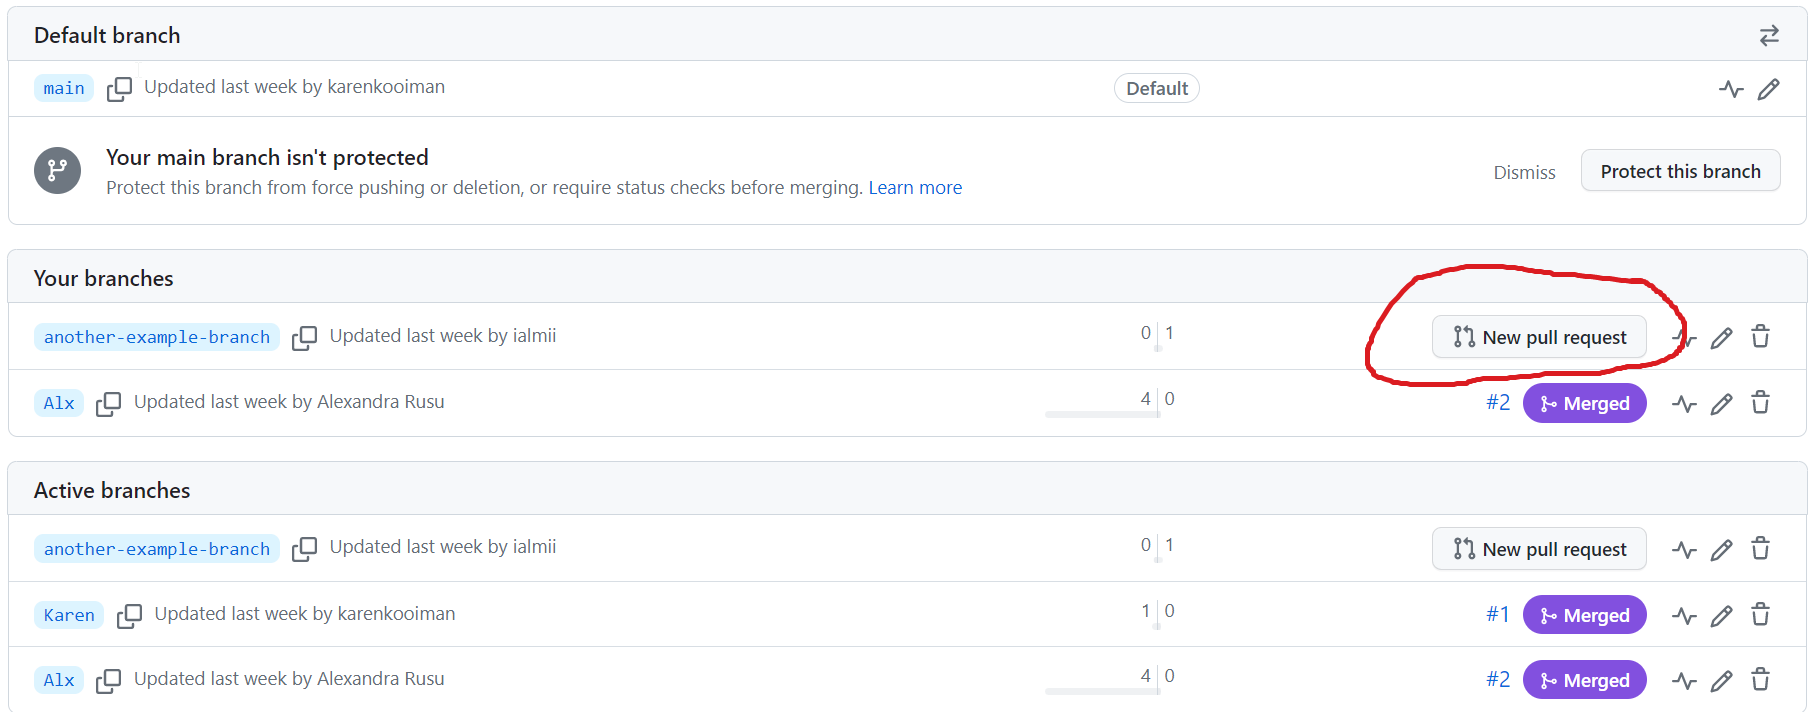 Default branch
main Updated last week by karenkooiman Default
Your main branch isn't protected
Protect this branch from force pushing or deletion, or require status checks before merging. Learn more
Dismiss Protect this branch
Your branches
another-example-branch Updated last week by ialmii 0 1 New pull request
Alx Updated last week by Alexandra Rusu 4 0 #2 Merged
Active branches
another-example-branch Updated last week by ialmii 0 1 New pull request
Karen Updated last week by karenkooiman 1 0 #1 Merged
Alx Updated last week by Alexandra Rusu 4 0 #2 Merged